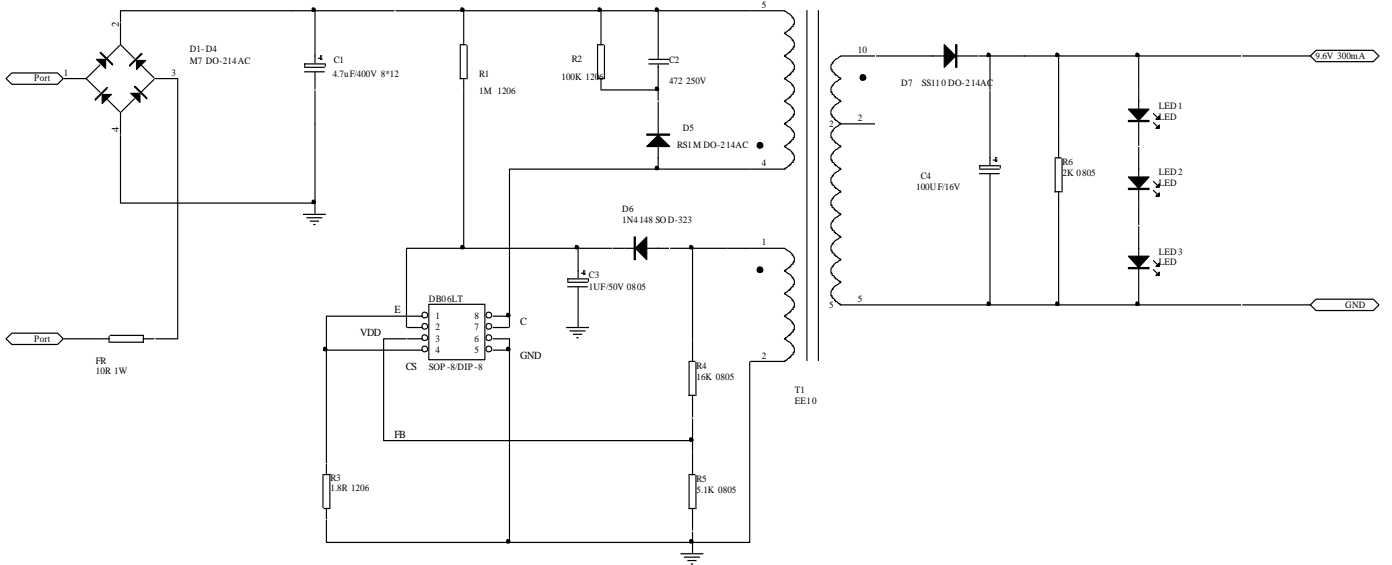 5
2
D1-D4
M7 DO-214AC
Port
1
3
4
C1
4.7uF/400V 8*12
R1
1M 1206
R2
100K 1206
C2
472 250V
D5
RS1M DO-214AC
4
10
D7 SS110 DO-214AC
9.6V 300mA
2
2
LED1
LED
R6
2K 0805
C4
100UF/16V
LED2
LED
LED3
LED
D6
1N4148 SOD-323
1
C3
1UF/50V 0805
5
5
GND
DB06LT
E
1
8
2
7
C
VDD
3
6
4
5
GND
CS
SOP-8/DIP-8
Port
FR
10R 1W
2
R4
16K 0805
T1
EE10
FB
R3
1.8R 1206
R5
5.1K 0805